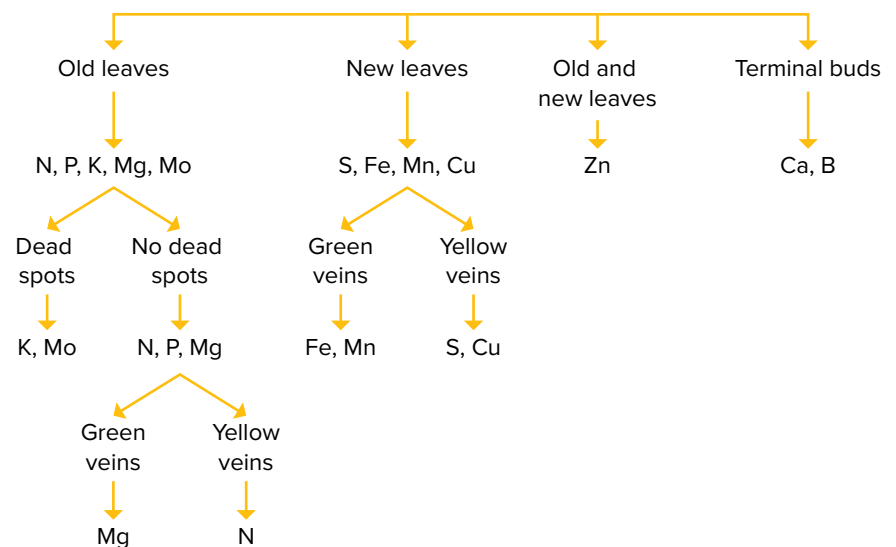 Old leaves
New leaves
Old and
new leaves
Terminal buds
N, P, K, Mg, Mo
S, Fe, Mn, Cu
Zn
Ca, B
Dead
spots
No dead
spots
Green
veins
Yellow
veins
K, Mo
N, P, Mg
Fe, Mn
S, Cu
Green
veins
Yellow
veins
Mg
N